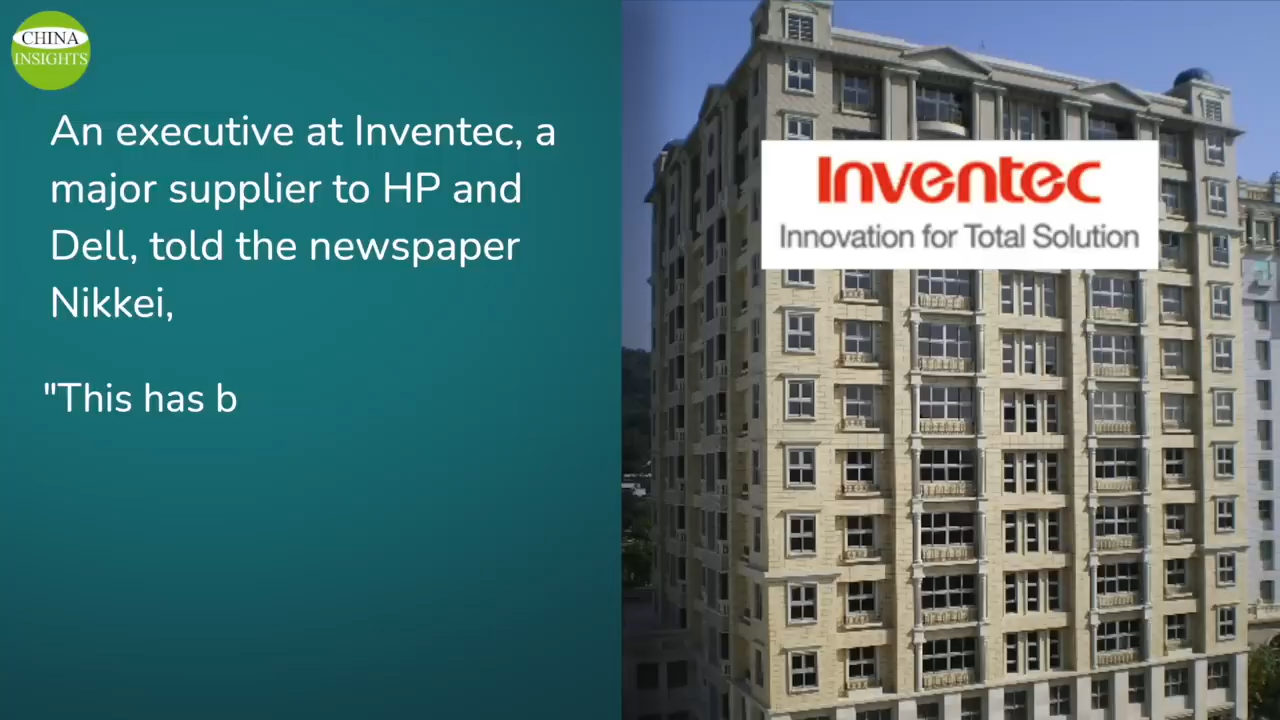 CHINA
INSIGHTS
An executive at Inventec, a
major supplier to HP and
Dell, told the newspaper
Nikkei,
"This has b
Inventec
Innovation for Total Solution